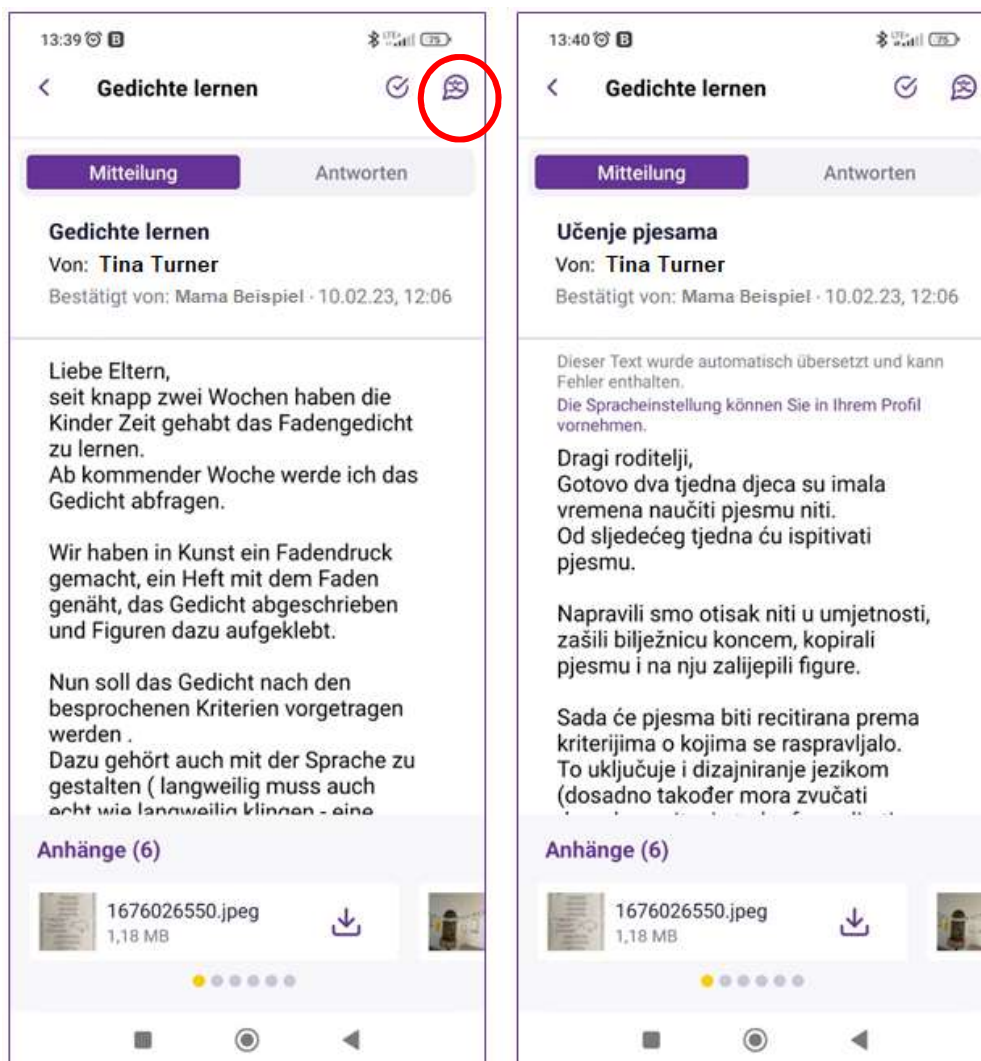 13:39
Gedichte lernen
Mitteilung
Antworten
Gedichte lernen
Von: Tina Turner
Bestätigt von: Mama Beispiel · 10.02.23, 12:06
Liebe Eltern,
seit knapp zwei Wochen haben die
Kinder Zeit gehabt das Fadengedicht
zu lernen.
Ab kommender Woche werde ich das
Gedicht abfragen.
Wir haben in Kunst ein Fadendruck
gemacht, ein Heft mit dem Faden
genäht, das Gedicht abgeschrieben
und Figuren dazu aufgeklebt.
Nun soll das Gedicht nach den
besprochenen Kriterien vorgetragen
werden .
Dazu gehört auch mit der Sprache zu
gestalten ( langweilig muss auch
echt wie langweilig klingen - eine
Anhänge (6)
1676026550.jpeg
1,18 MB
13:40
Gedichte lernen
Mitteilung
Antworten
Učenje pjesama
Von: Tina Turner
Bestätigt von: Mama Beispiel · 10.02.23, 12:06
Dieser Text wurde automatisch übersetzt und kann
Fehler enthalten.
Die Spracheinstellung können Sie in Ihrem Profil
vornehmen.
Dragi roditelji,
Gotovo dva tjedna djeca su imala
vremena naučiti pjesmu niti.
Od sljedećeg tjedna ću ispitivati
pjesmu.
Napravili smo otisak niti u umjetnosti,
zašili bilježnicu koncem, kopirali
pjesmu i na nju zalijepili figure.
Sada će pjesma biti recitirana prema
kriterijima o kojima se raspravljalo.
To uključuje i dizajniranje jezikom
(dosadno također mora zvučati
Anhänge (6)
1676026550.jpeg
1,18 MB